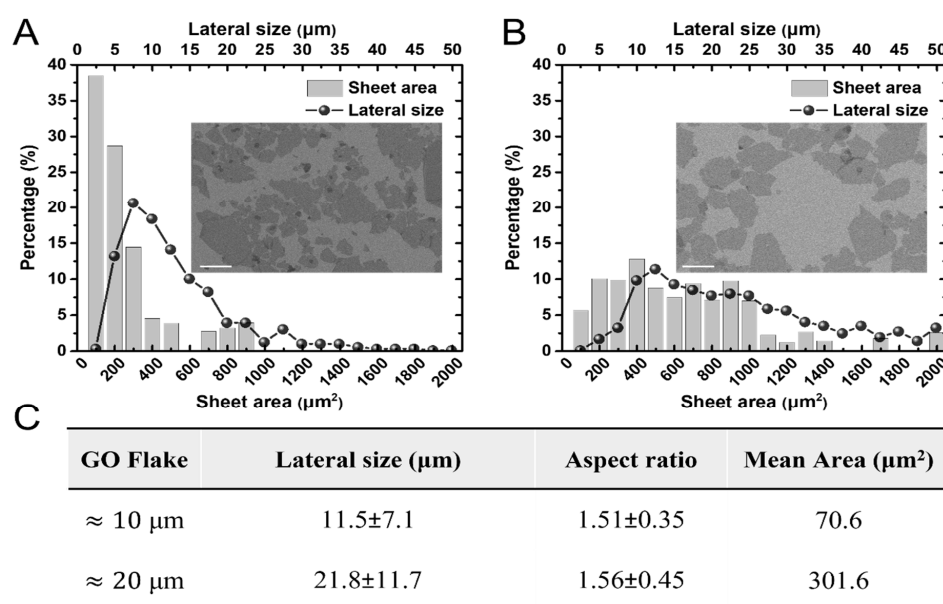 A
Lateral size (μm)
0 5 10 15 20 25 30 35 40 45 50
40
35
30
25
20
15
10
5
0
Percentage (%)
Sheet area
Lateral size
0 200 400 600 800 1000 1200 1400 1600 1800 2000
Sheet area (μm²)
B
Lateral size (μm)
0 5 10 15 20 25 30 35 40 45 50
40
35
30
25
20
15
10
5
0
Percentage (%)
Sheet area
Lateral size
0 200 400 600 800 1000 1200 1400 1600 1800 2000
Sheet area (μm²)
C
GO Flake Lateral size (μm) Aspect ratio Mean Area (μm²)
≈ 10 μm 11.5±7.1 1.51±0.35 70.6
≈ 20 μm 21.8±11.7 1.56±0.45 301.6